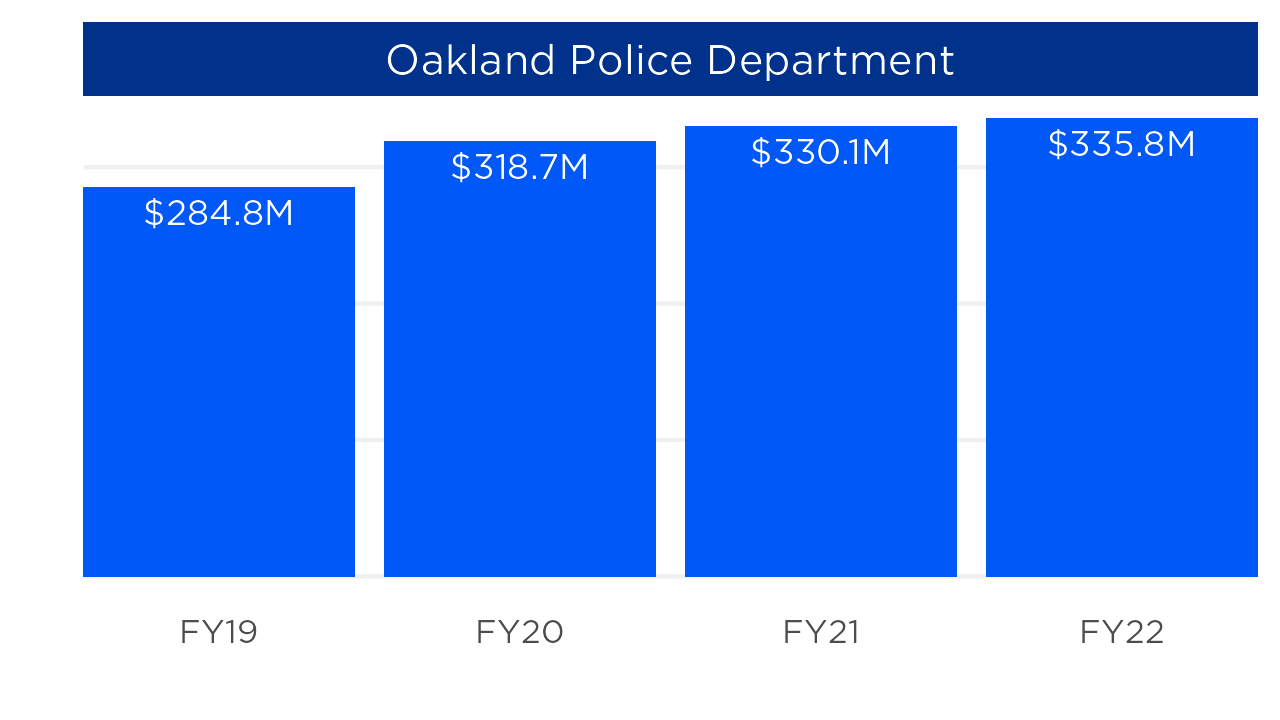 Oakland Police Department
$284.8M
$318.7M
$330.1M
$335.8M
FY19
FY20
FY21
FY22